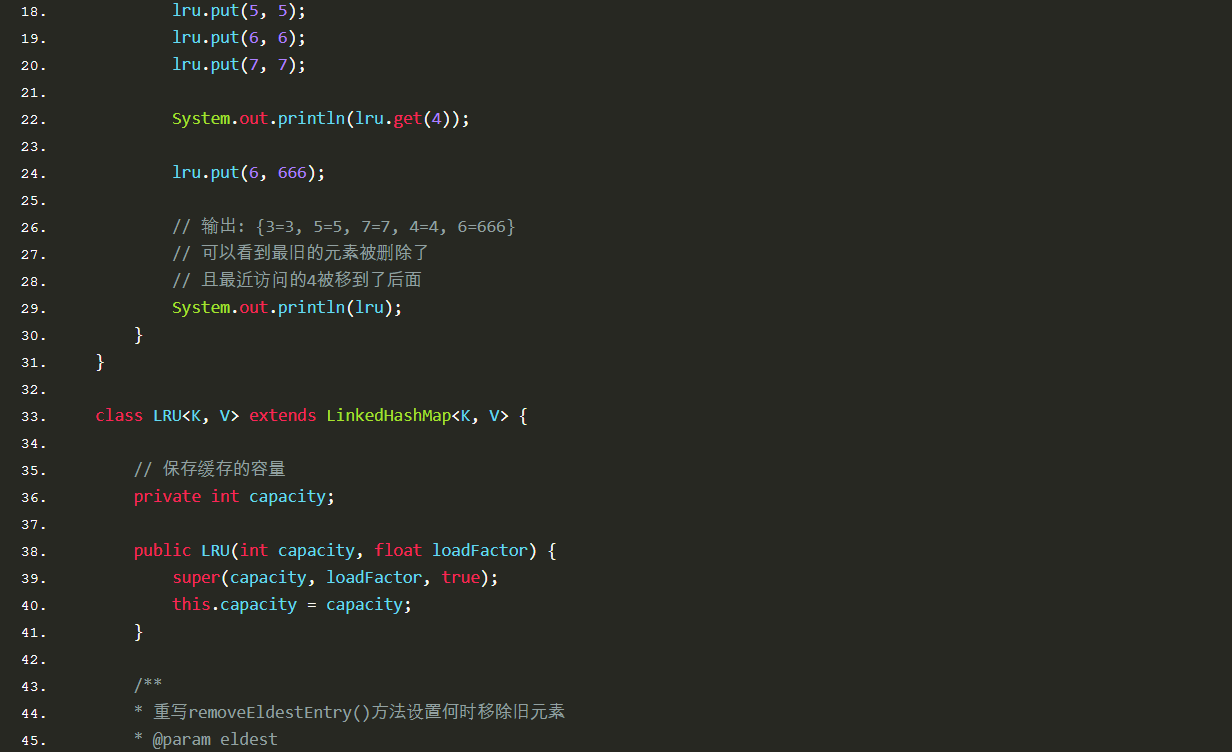 18. lru.put(5, 5);
19. lru.put(6, 6);
20. lru.put(7, 7);
21.
22. System.out.println(lru.get(4));
23.
24. lru.put(6, 666);
25.
26. // 输出: {3=3, 5=5, 7=7, 4=4, 6=666}
27. // 可以看到最旧的元素被删除了
28. // 且最近访问的4被移到了后面
29. System.out.println(lru);
30. }
31. }
32.
33. class LRU<K, V> extends LinkedHashMap<K, V> {
34.
35. // 保存缓存的容量
36. private int capacity;
37.
38. public LRU(int capacity, float loadFactor) {
39. super(capacity, loadFactor, true);
40. this.capacity = capacity;
41. }
42.
43. /**
44. * 重写removeEldestEntry()方法设置何时移除旧元素
45. * @param eldest